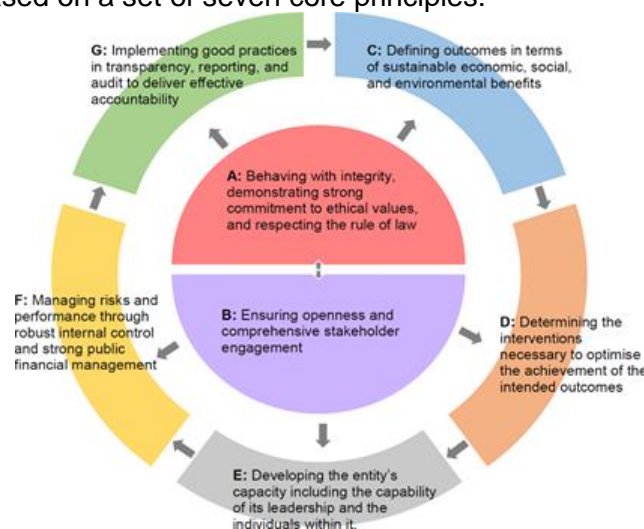 based on a set of seven core principles.
G: Implementing good practices
in transparency, reporting, and
audit to deliver effective
accountability
C: Defining outcomes in terms
of sustainable economic, social,
and environmental benefits
A: Behaving with integrity,
demonstrating strong
commitment to ethical values,
and respecting the rule of law
B: Ensuring openness and
comprehensive stakeholder
engagement
F: Managing risks and
performance through
robust internal control
and strong public
financial management
D: Determining the
interventions
necessary to optimise
the achievement of the
intended outcomes
E: Developing the entity's
capacity including the capability
of its leadership and the
individuals within it.